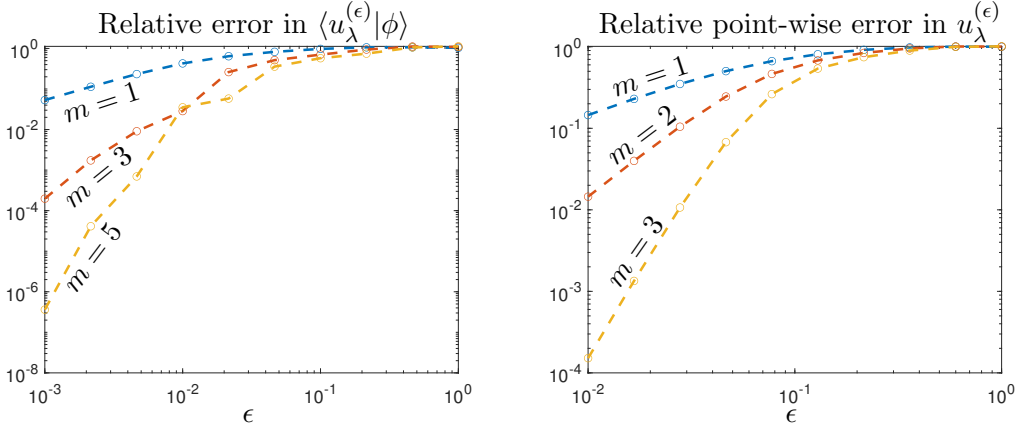 Relative error in ⟨u_λ^(ϵ)|ϕ⟩
10^0
10^-2
10^-4
10^-6
10^-8
m = 1
m = 3
m = 5
10^-3
10^-2
10^-1
10^0
ϵ
Relative point-wise error in u_λ^(ϵ)
10^0
10^-1
10^-2
10^-3
10^-4
m = 1
m = 2
m = 3
10^-2
10^-1
10^0
ϵ